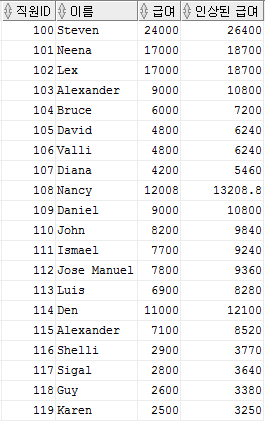 직원ID 이름 급여 인상된 급여
100 Steven 24000 26400
101 Neena 17000 18700
102 Lex 17000 18700
103 Alexander 9000 10800
104 Bruce 6000 7200
105 David 4800 6240
106 Valli 4800 6240
107 Diana 4200 5460
108 Nancy 12008 13208.8
109 Daniel 9000 10800
110 John 8200 9840
111 Ismael 7700 9240
112 Jose Manuel 7800 9360
113 Luis 6900 8280
114 Den 11000 12100
115 Alexander 7100 8520
116 Shelli 2900 3770
117 Sigal 2800 3640
118 Guy 2600 3380
119 Karen 2500 3250